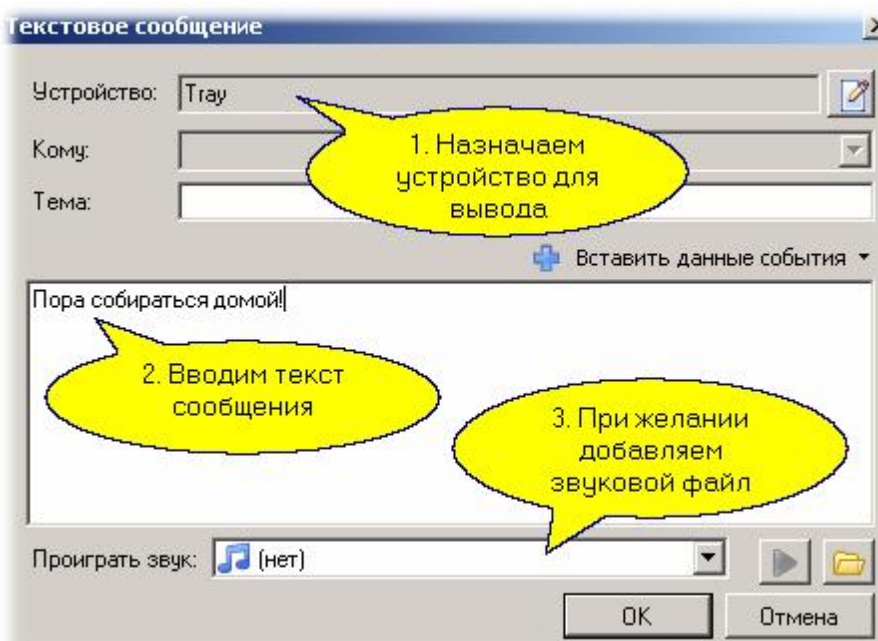 Текстовое сообщение
Устройство: Tray
1. Назначаем
устройство для
вывода
Кому:
Тема:
Вставить данные события
Пора собираться домой!
2. Вводим текст
сообщения
3. При желании
добавляем
звуковой файл
Проиграть звук: (нет)
OK Отмена